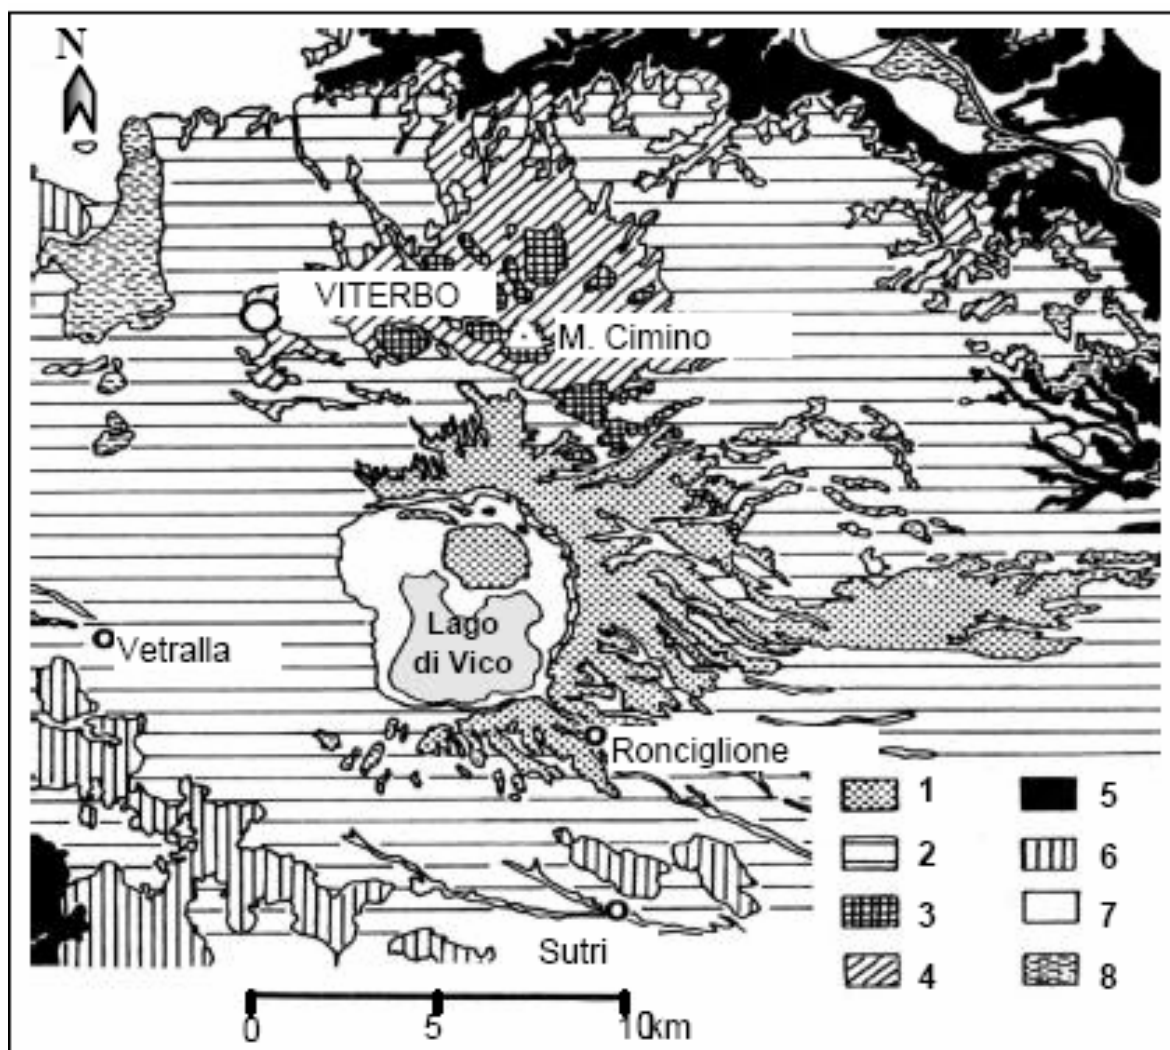 N
VITERBO
M. Cimino
Lago
di Vico
Vetralla
Ronciglione
1 5
2 6
3 7
4 8
Sutri
0 5 10km